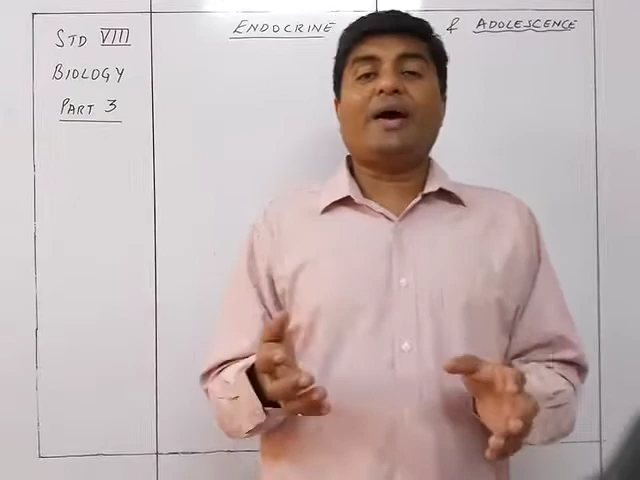 STD VIII
BIOLOGY
PART 3
ENDOCRINE & ADOLESCENCE